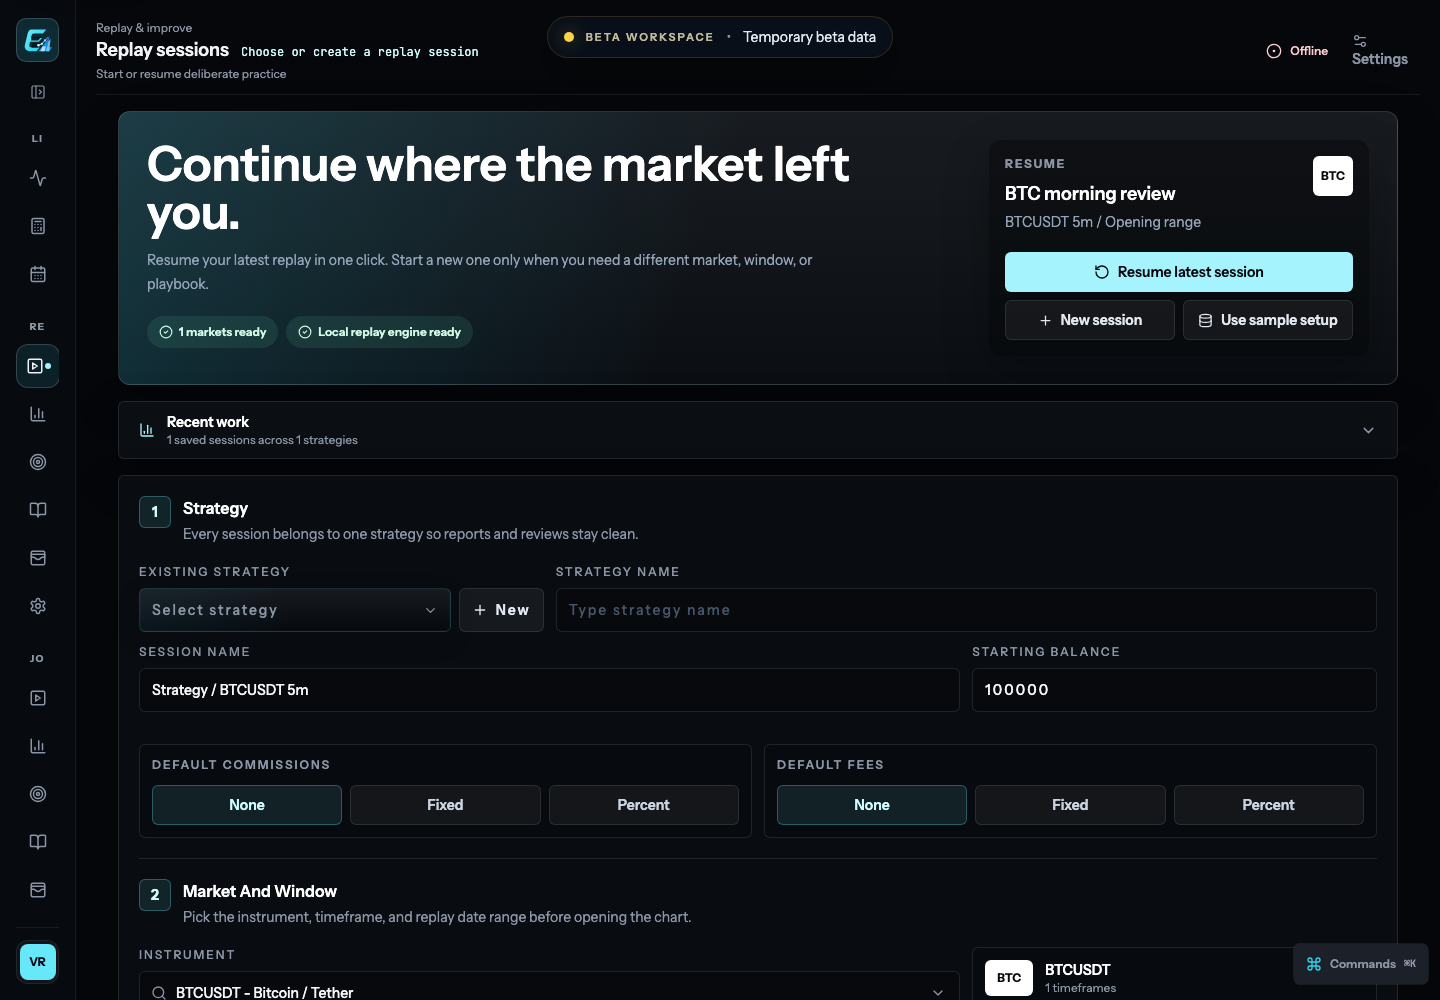 Replay & improve
Replay sessions Choose or create a replay session
Start or resume deliberate practice
BETA WORKSPACE • Temporary beta data
Offline
Settings
LI
RE
JO
VR
Continue where the market left
you.
Resume your latest replay in one click. Start a new one only when you need a different market, window, or
playbook.
1 markets ready
Local replay engine ready
RESUME
BTC morning review
BTCUSDT 5m / Opening range
BTC
Resume latest session
New session
Use sample setup
Recent work
1 saved sessions across 1 strategies
1
Strategy
Every session belongs to one strategy so reports and reviews stay clean.
EXISTING STRATEGY
Select strategy
New
STRATEGY NAME
Type strategy name
SESSION NAME
Strategy / BTCUSDT 5m
STARTING BALANCE
100000
DEFAULT COMMISSIONS
None Fixed Percent
DEFAULT FEES
None Fixed Percent
2
Market And Window
Pick the instrument, timeframe, and replay date range before opening the chart.
INSTRUMENT
BTCUSDT - Bitcoin / Tether
BTC
BTCUSDT
1 timeframes
Commands ⌘K